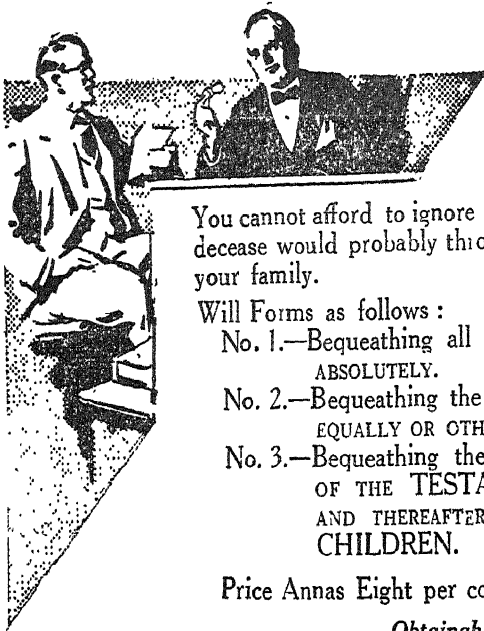 You cannot afford to ignore
decease would probably
your family.
Will Forms as follows :
No. 1.—Bequeathing all
ABSOLUTELY.
No. 2.—Bequeathing the
EQUALLY OR
No. 3.—Bequeathing the
OF THE
AND THEREAFTER
CHILDREN.
Price Annas Eight per